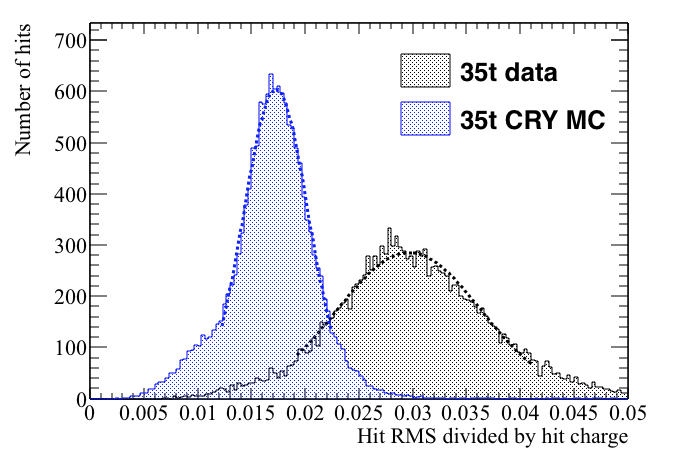 Number of hits
700
600
500
400
300
200
100
0
35t data
35t CRY MC
0 0.005 0.01 0.015 0.02 0.025 0.03 0.035 0.04 0.045 0.05
Hit RMS divided by hit charge